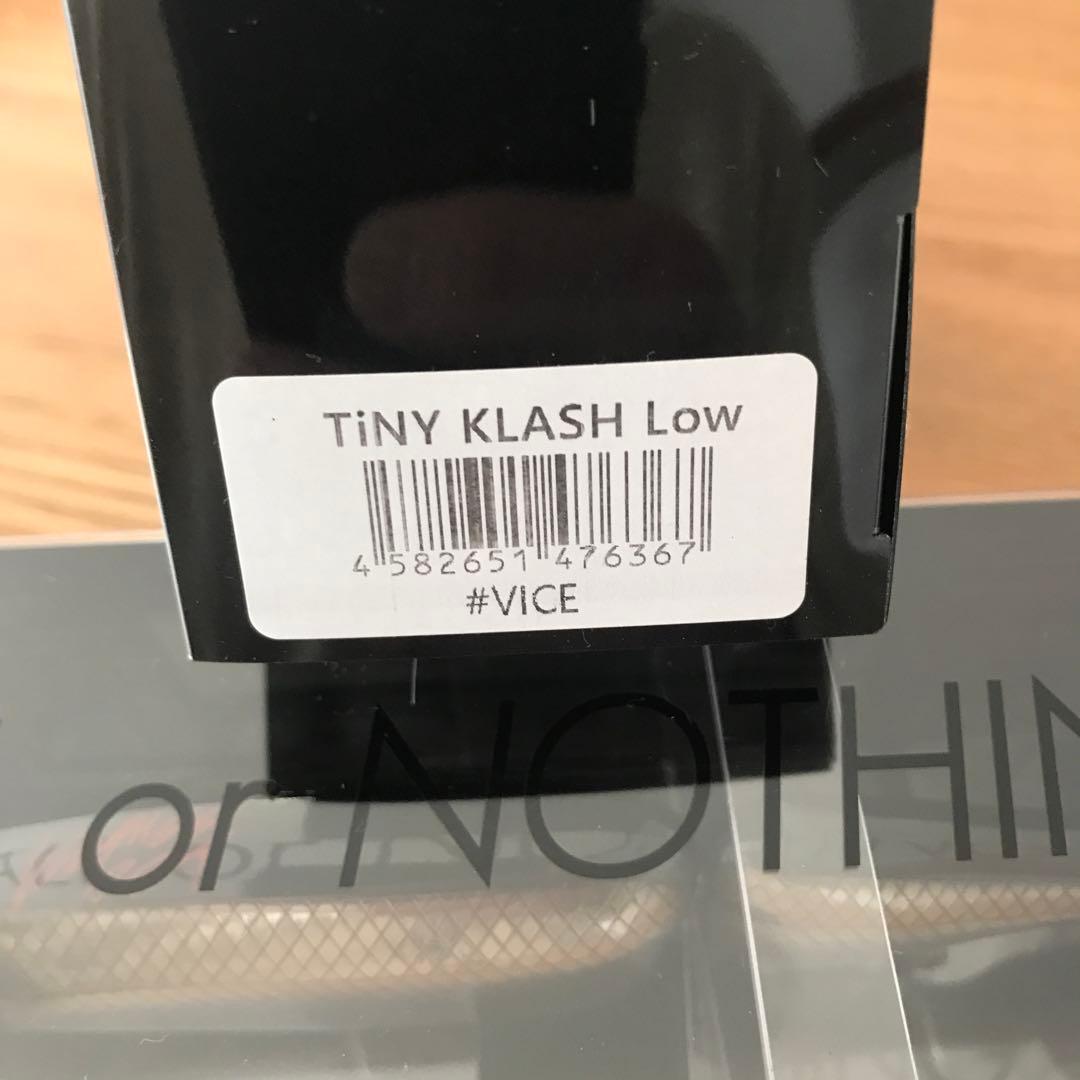 TiNY KLASH Low
4 582651 476367
#VICE
or NOTHIN